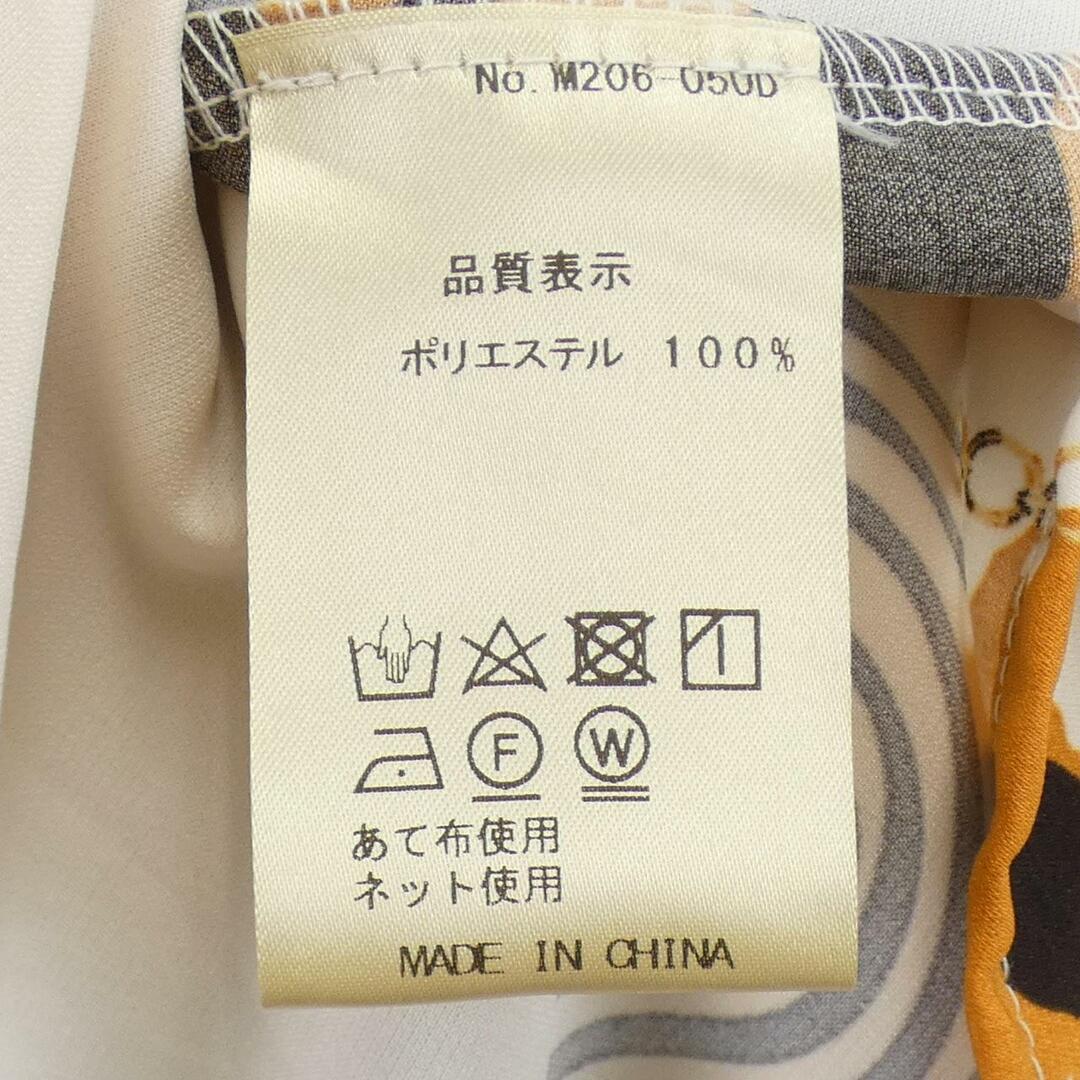 No. M206-050D
品質表示
ポリエステル 100%
F W
あて布使用
ネット使用
MADE IN CHINA